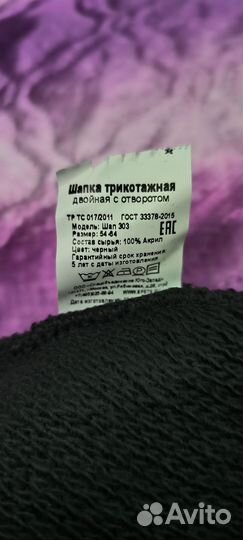 Шапка трикотажная
двойная с отворотом
ТР ТС 017/2011 ГОСТ 33378-2015
Модель: Шап 303
Размер: 54-64
Состав сырья: 100% Акрил
Цвет: черный
Гарантийный срок хранения:
5 лет с даты изготовления
EAC
Avito